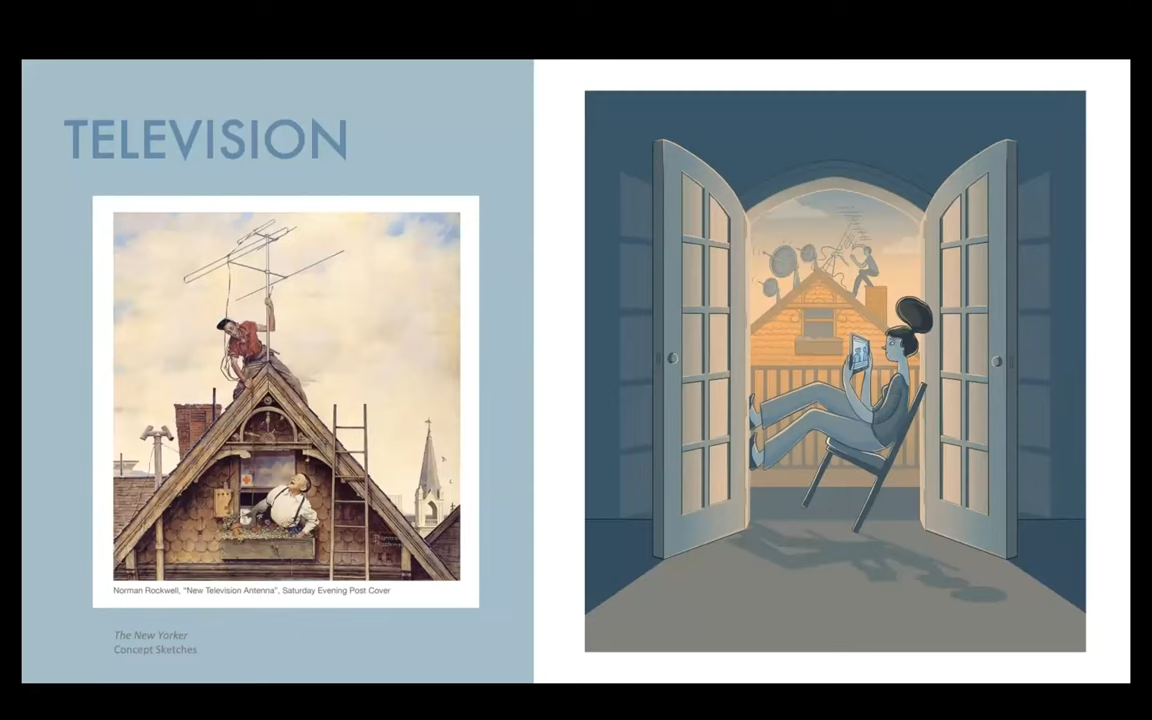 TELEVISION
Norman Rockwell, "New Television Antenna", Saturday Evening Post Cover
The New Yorker
Concept Sketches